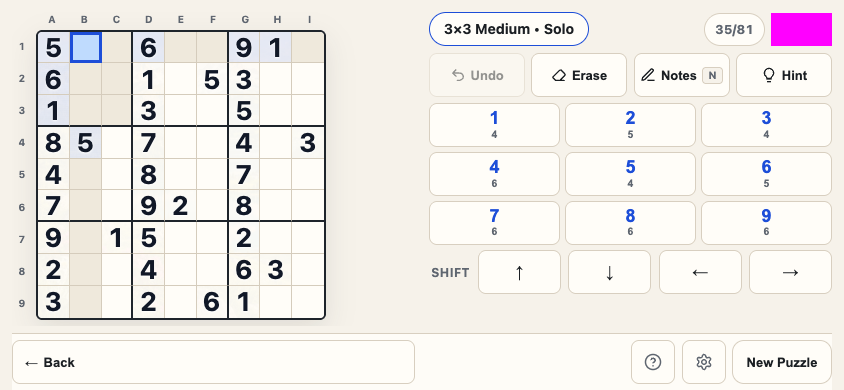 A B C D E F G H I
1 5 6 9 1
2 6 1 5 3
3 1 3 5
4 8 5 7 4 3
5 4 8 7
6 7 9 2 8
7 9 1 5 2
8 2 4 6 3
9 3 2 6 1
3×3 Medium • Solo
35/81
Undo Erase Notes N Hint
1 2 3
4 5 4
4 5 6
6 4 5
7 8 9
6 6 6
SHIFT ↑ ↓ ← →
← Back
? New Puzzle